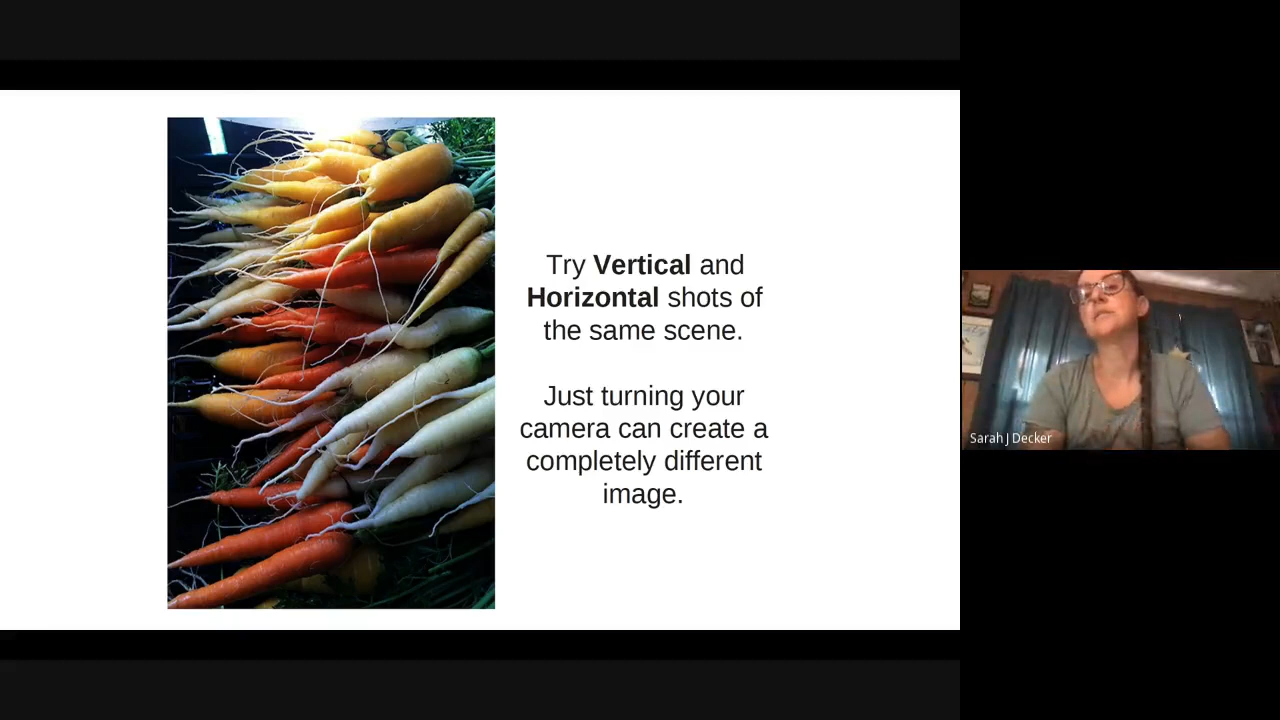 Try Vertical and
Horizontal shots of
the same scene.
Just turning your
camera can create a
completely different
image.
Sarah J Decker